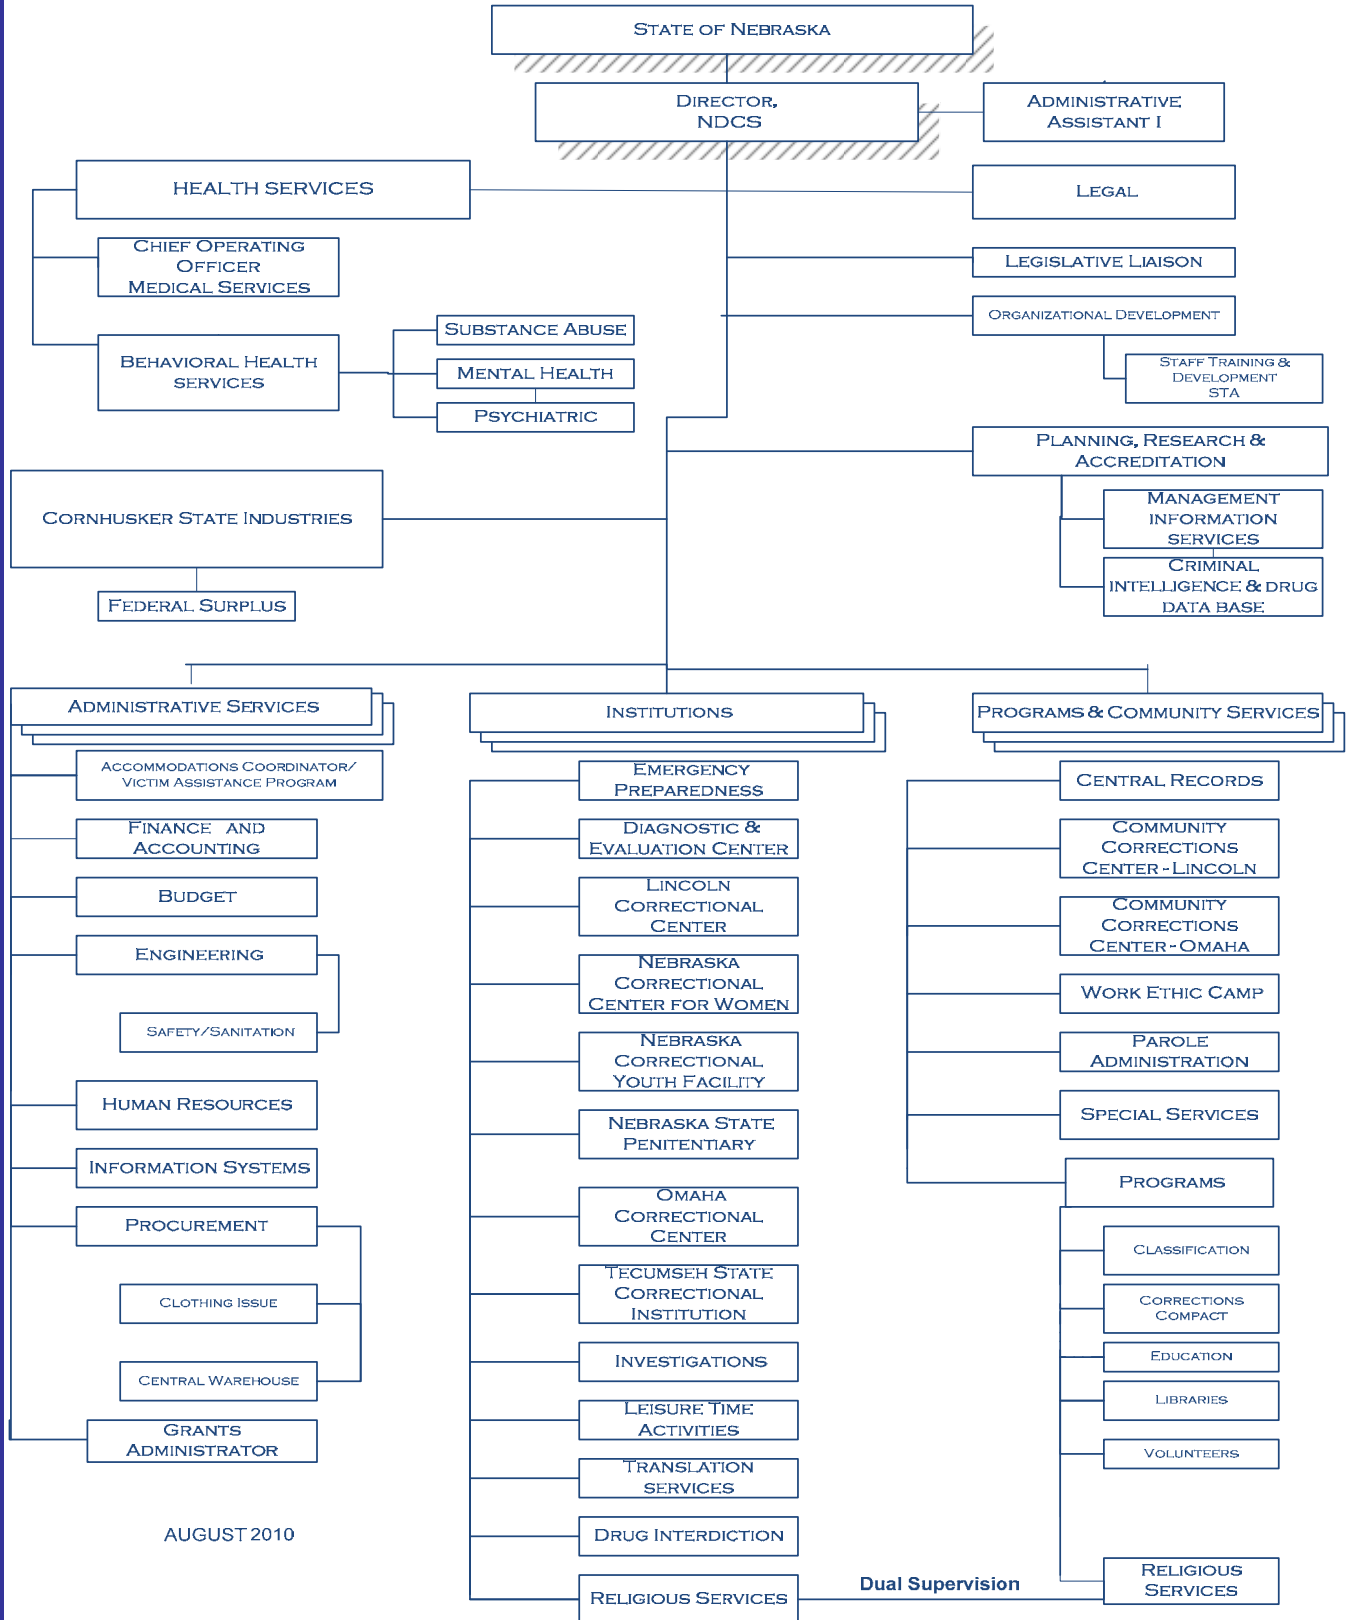 STATE OF NEBRASKA
DIRECTOR,
NDCS
ADMINISTRATIVE
ASSISTANT I
HEALTH SERVICES
LEGAL
CHIEF OPERATING
OFFICER
MEDICAL SERVICES
LEGISLATIVE LIAISON
ORGANIZATIONAL DEVELOPMENT
SUBSTANCE ABUSE
BEHAVIORAL HEALTH
SERVICES
MENTAL HEALTH
PSYCHIATRIC
STAFF TRAINING &
DEVELOPMENT
STA
PLANNING, RESEARCH &
ACCREDITATION
CORNHUSKER STATE INDUSTRIES
MANAGEMENT
INFORMATION
SERVICES
CRIMINAL
INTELLIGENCE & DRUG
DATA BASE
FEDERAL SURPLUS
ADMINISTRATIVE SERVICES
ACCOMMODATIONS COORDINATOR/
VICTIM ASSISTANCE PROGRAM
FINANCE AND
ACCOUNTING
BUDGET
ENGINEERING
SAFETY/SANITATION
HUMAN RESOURCES
INFORMATION SYSTEMS
PROCUREMENT
CLOTHING ISSUE
CENTRAL WAREHOUSE
GRANTS
ADMINISTRATOR
AUGUST 2010
INSTITUTIONS
EMERGENCY
PREPAREDNESS
DIAGNOSTIC &
EVALUATION CENTER
LINCOLN
CORRECTIONAL
CENTER
NEBRASKA
CORRECTIONAL
CENTER FOR WOMEN
NEBRASKA
CORRECTIONAL
YOUTH FACILITY
NEBRASKA STATE
PENITENTIARY
OMAHA
CORRECTIONAL
CENTER
TECUMSEH STATE
CORRECTIONAL
INSTITUTION
INVESTIGATIONS
LEISURE TIME
ACTIVITIES
TRANSLATION
SERVICES
DRUG INTERDICTION
RELIGIOUS SERVICES
Dual Supervision
PROGRAMS & COMMUNITY SERVICES
CENTRAL RECORDS
COMMUNITY
CORRECTIONS
CENTER - LINCOLN
COMMUNITY
CORRECTIONS
CENTER - OMAHA
WORK ETHIC CAMP
PAROLE
ADMINISTRATION
SPECIAL SERVICES
PROGRAMS
CLASSIFICATION
CORRECTIONS
COMPACT
EDUCATION
LIBRARIES
VOLUNTEERS
RELIGIOUS
SERVICES